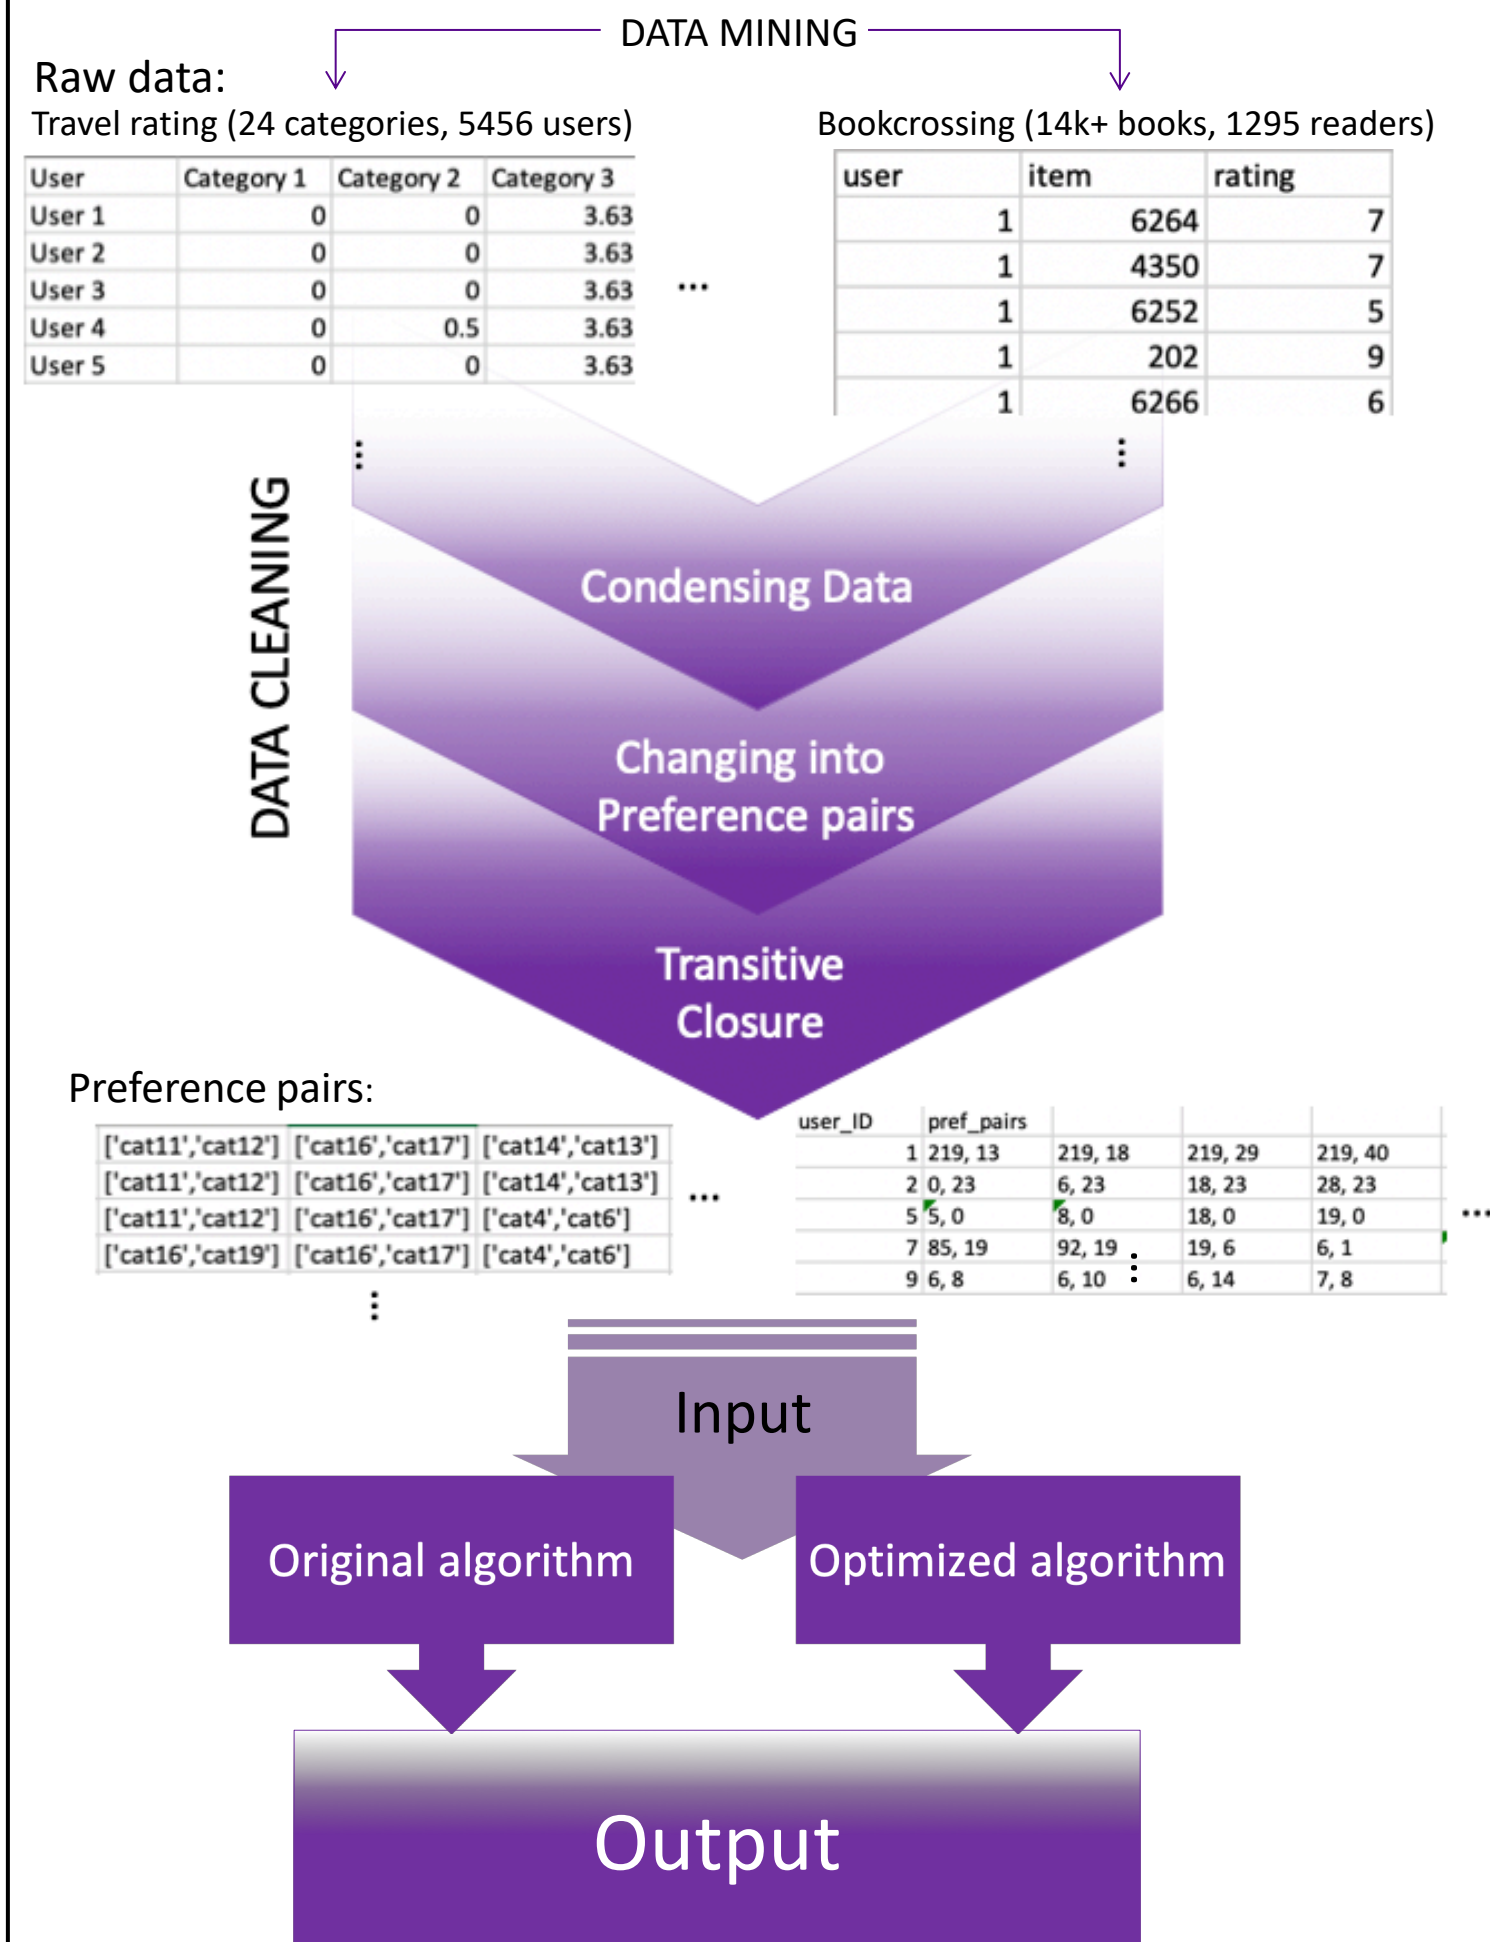 DATA MINING
Raw data:
Travel rating (24 categories, 5456 users)
User Category 1 Category 2 Category 3
User 1 0 0 3.63
User 2 0 0 3.63
User 3 0 0 3.63
User 4 0 0.5 3.63
User 5 0 0 3.63
...
⋮
Bookcrossing (14k+ books, 1295 readers)
user item rating
1 6264 7
1 4350 7
1 6252 5
1 202 9
1 6266 6
⋮
DATA CLEANING
Condensing Data
Changing into
Preference pairs
Transitive
Closure
Preference pairs:
['cat11','cat12'] ['cat16','cat17'] ['cat14','cat13']
['cat11','cat12'] ['cat16','cat17'] ['cat14','cat13']
['cat11','cat12'] ['cat16','cat17'] ['cat4','cat6']
['cat16','cat19'] ['cat16','cat17'] ['cat4','cat6']
...
⋮
user_ID pref_pairs
1 219, 13 219, 18 219, 29 219, 40
2 0, 23 6, 23 18, 23 28, 23
5 5, 0 8, 0 18, 0 19, 0
7 85, 19 92, 19 19, 6 6, 1
9 6, 8 6, 10 6, 14 7, 8
...
⋮
Input
Original algorithm
Optimized algorithm
Output